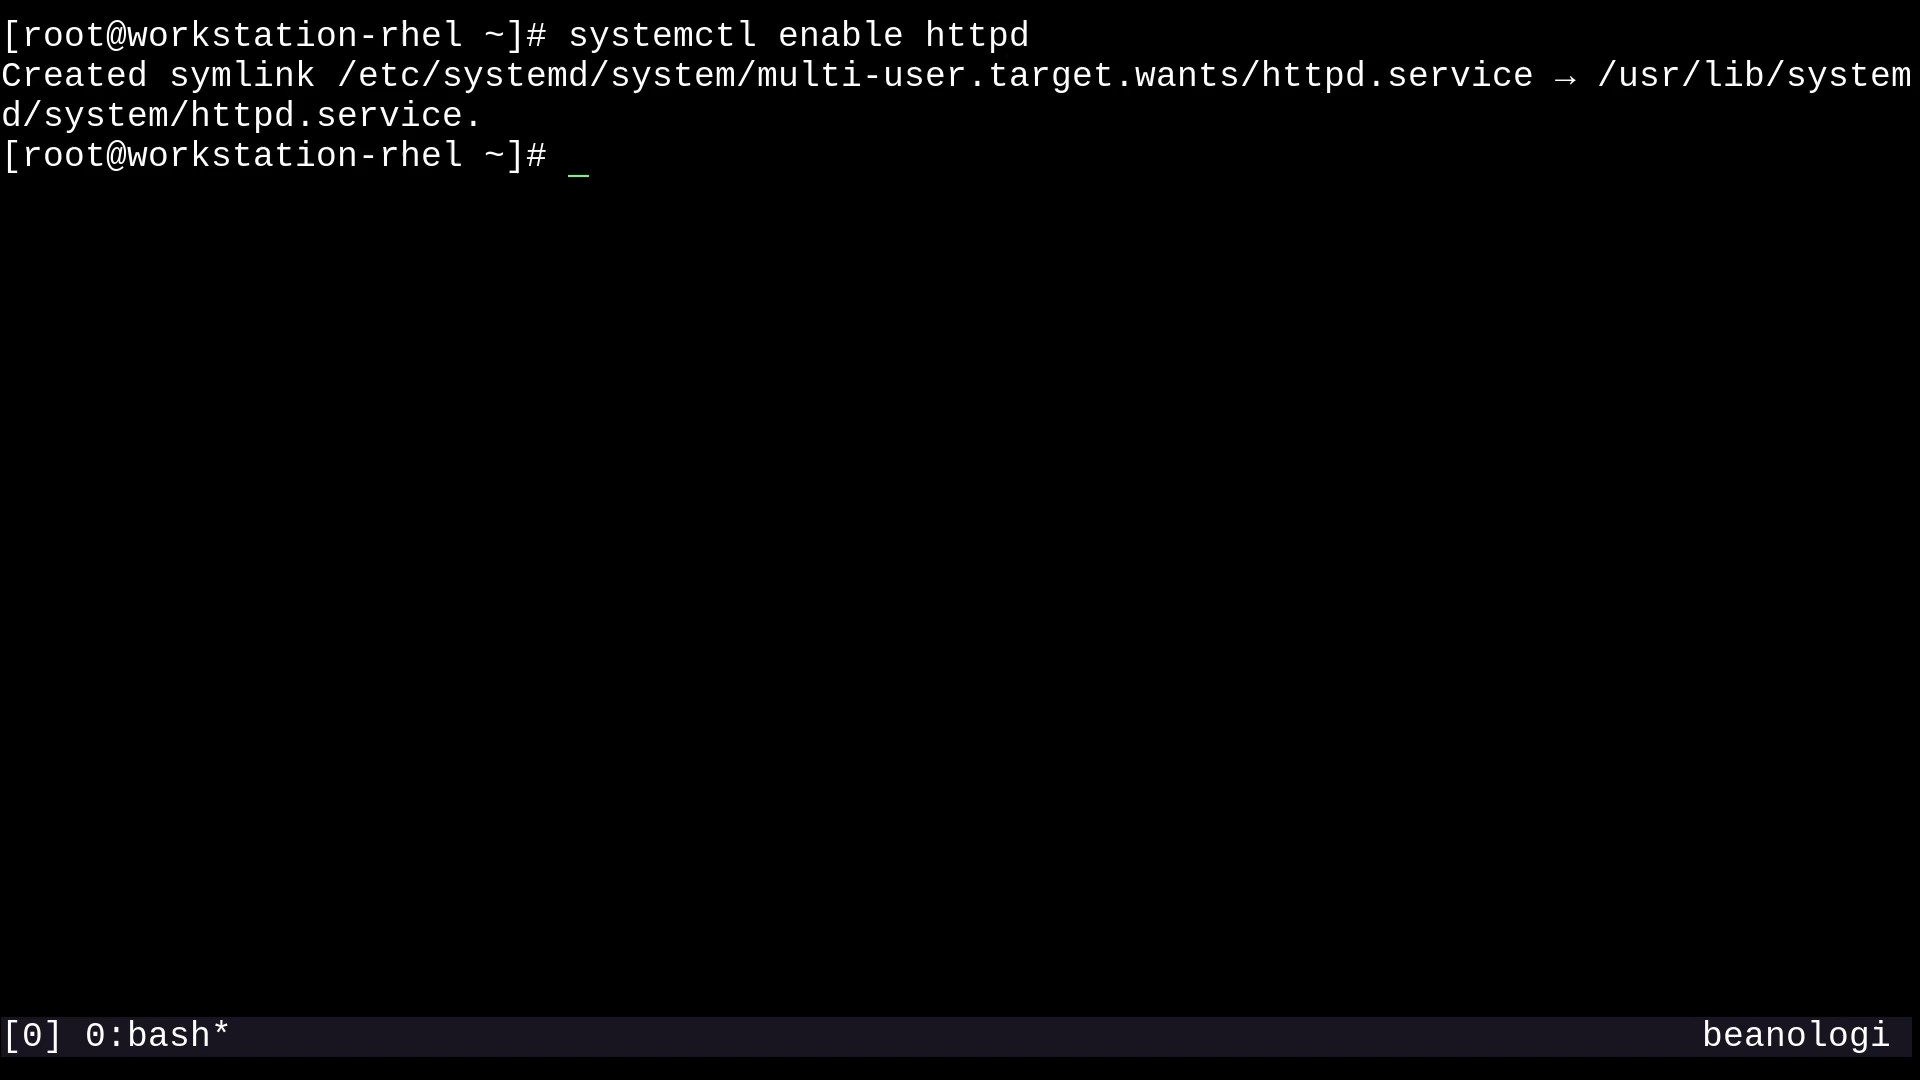 [root@workstation-rhel ~]# systemctl enable httpd
Created symlink /etc/systemd/system/multi-user.target.wants/httpd.service → /usr/lib/system
d/system/httpd.service.
[root@workstation-rhel ~]# _
[0] 0:bash* beanologi